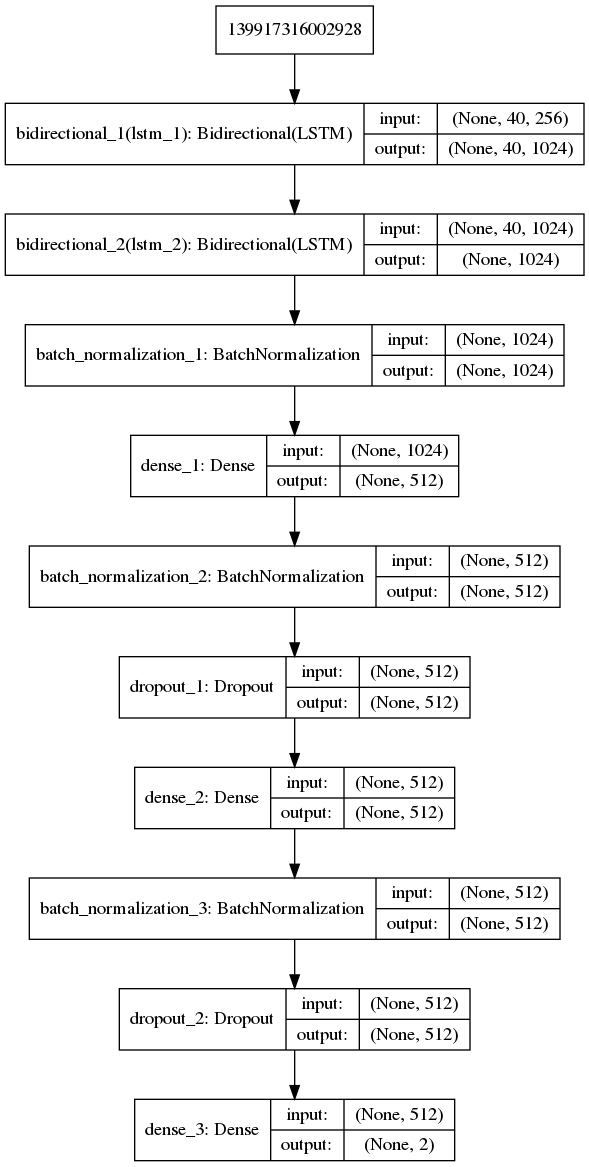 139917316002928
bidirectional_1(lstm_1): Bidirectional(LSTM)
input: (None, 40, 256)
output: (None, 40, 1024)
bidirectional_2(lstm_2): Bidirectional(LSTM)
input: (None, 40, 1024)
output: (None, 1024)
batch_normalization_1: BatchNormalization
input: (None, 1024)
output: (None, 1024)
dense_1: Dense
input: (None, 1024)
output: (None, 512)
batch_normalization_2: BatchNormalization
input: (None, 512)
output: (None, 512)
dropout_1: Dropout
input: (None, 512)
output: (None, 512)
dense_2: Dense
input: (None, 512)
output: (None, 512)
batch_normalization_3: BatchNormalization
input: (None, 512)
output: (None, 512)
dropout_2: Dropout
input: (None, 512)
output: (None, 512)
dense_3: Dense
input: (None, 512)
output: (None, 2)